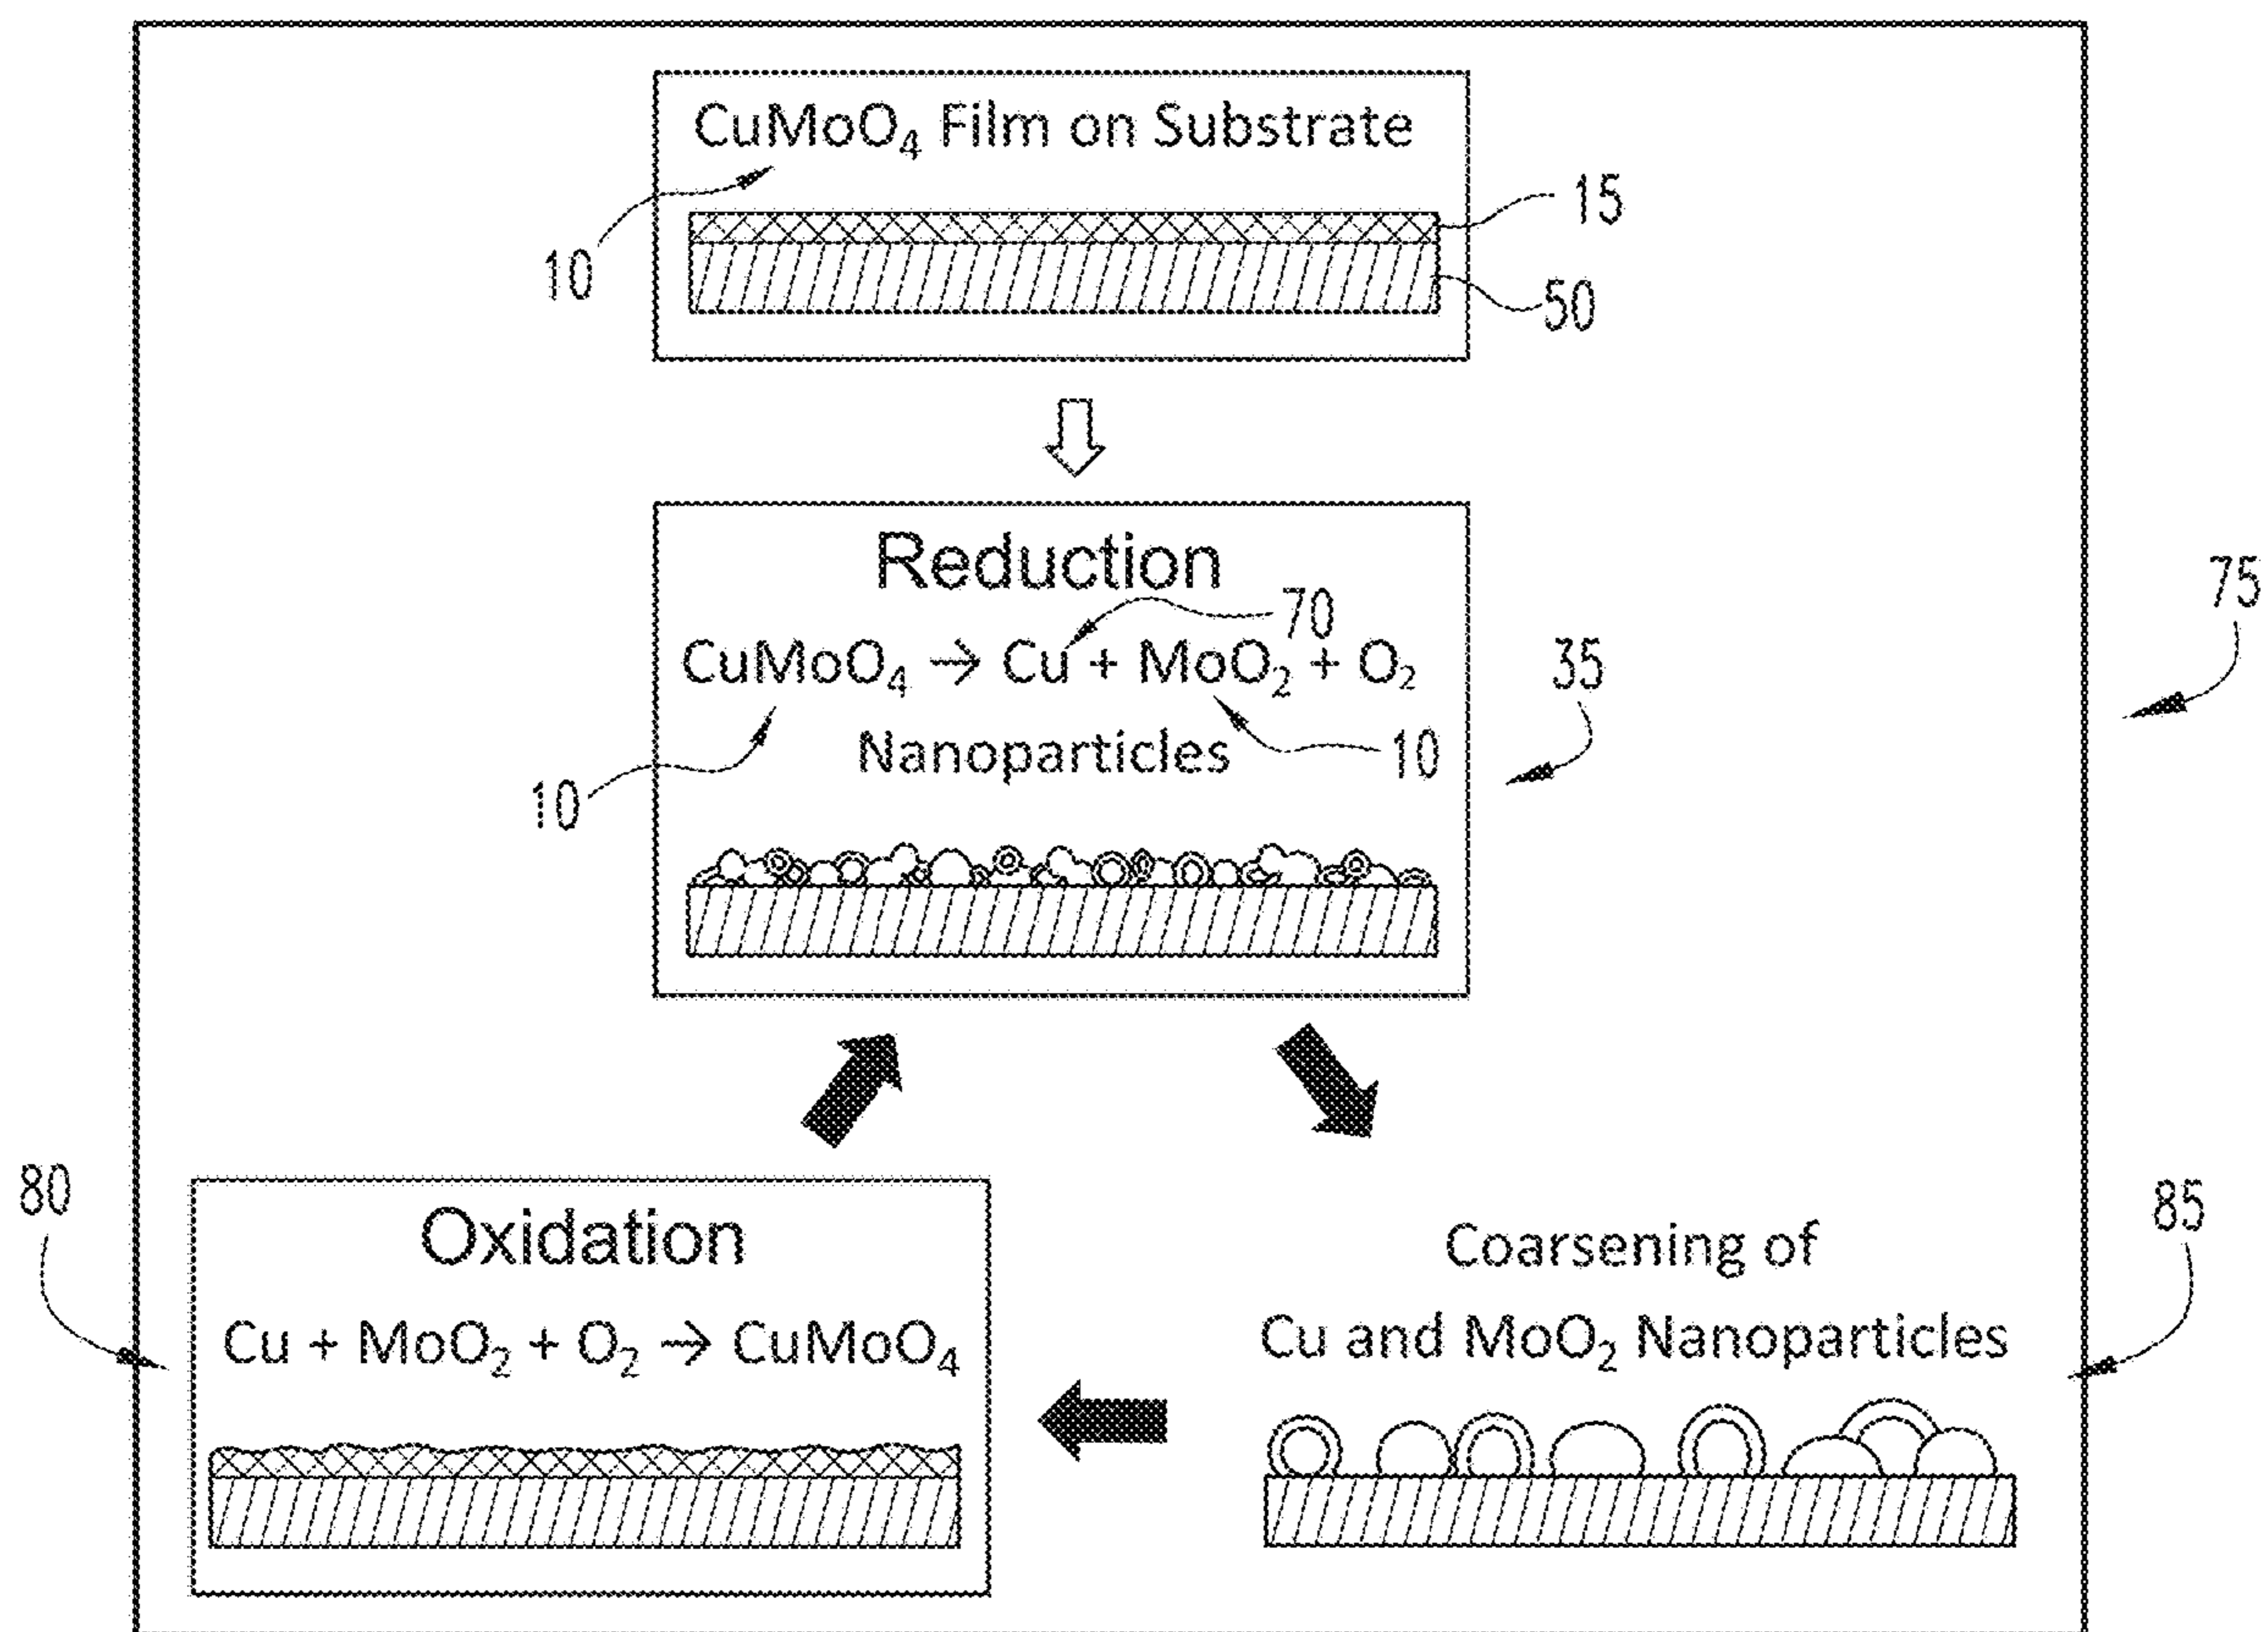 CuMoO₄ Film on Substrate
15
10
50
Reduction
70
CuMoO₄ → Cu + MoO₂ + O₂
35
75
Nanoparticles
10
10
80
Oxidation
Cu + MoO₂ + O₂ → CuMoO₄
85
Coarsening of
Cu and MoO₂ Nanoparticles